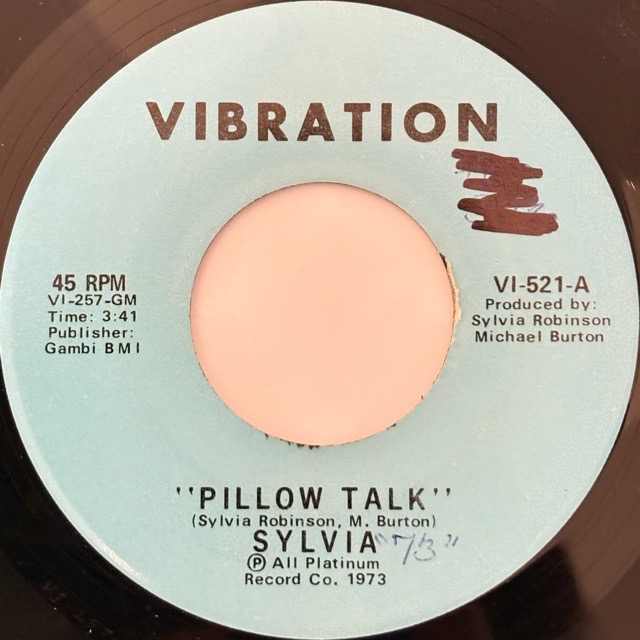 VIBRATION
45 RPM
VI-257-GM
Time: 3:41
Publisher:
Gambi BMI
VI-521-A
Produced by:
Sylvia Robinson
Michael Burton
"PILLOW TALK"
(Sylvia Robinson, M. Burton)
SYLVIA "73"
℗ All Platinum
Record Co. 1973